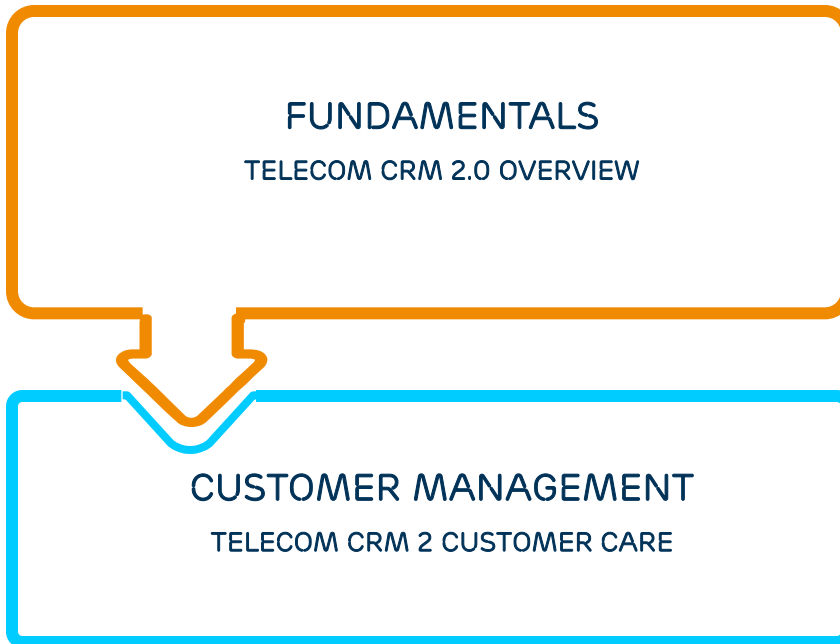 FUNDAMENTALS
TELECOM CRM 2.0 OVERVIEW
CUSTOMER MANAGEMENT
TELECOM CRM 2 CUSTOMER CARE